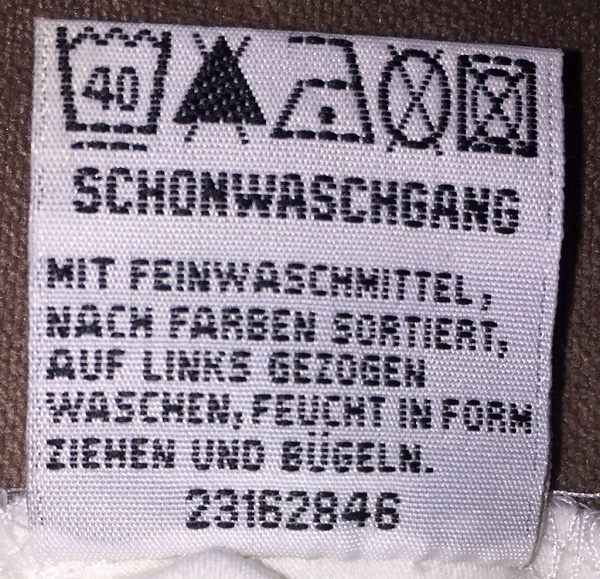 40
SCHONWASCHGANG
MIT FEINWASCHMITTEL,
NACH FARBEN SORTIERT,
AUF LINKS GEZOGEN
WASCHEN, FEUCHT IN FORM
ZIEHEN UND BÜGELN.
23162846